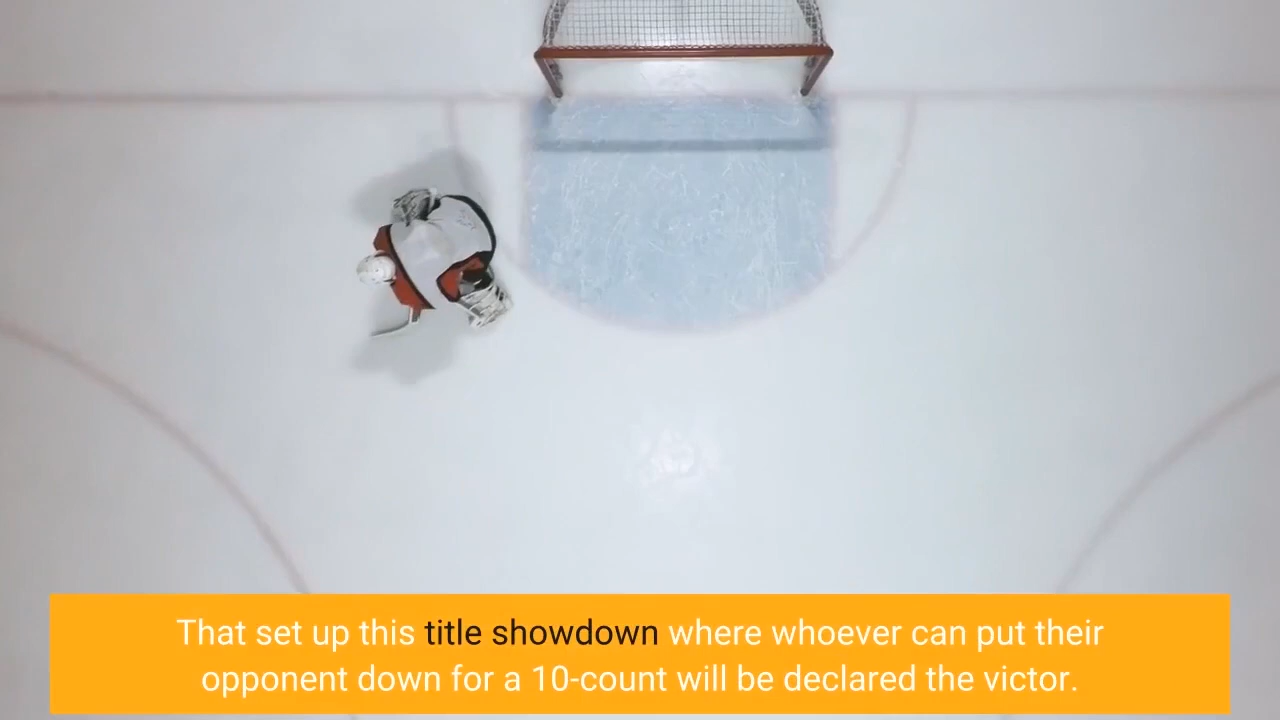 That set up this title showdown where whoever can put their
opponent down for a 10-count will be declared the victor.